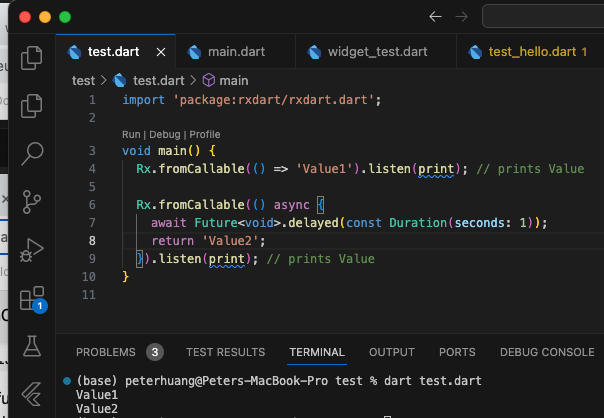 test.dart
main.dart
widget_test.dart
test_hello.dart 1
test > test.dart > main
1 import 'package:rxdart/rxdart.dart';
2
Run | Debug | Profile
3 void main() {
4 Rx.fromCallable(() => 'Value1').listen(print); // prints Value
5
6 Rx.fromCallable(() async {
7 await Future<void>.delayed(const Duration(seconds: 1));
8 return 'Value2';
9 }).listen(print); // prints Value
10 }
11
1
PROBLEMS 3 TEST RESULTS TERMINAL OUTPUT PORTS DEBUG CONSOLE
(base) peterhuang@Peters-MacBook-Pro test % dart test.dart
Value1
Value2